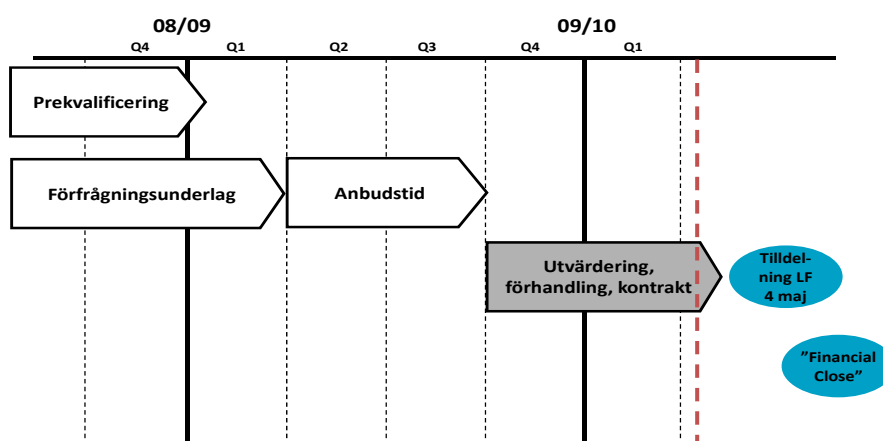 08/09
09/10
Q4
Q1
Q2
Q3
Q4
Q1
Prekvalificering
Förfrågningsunderlag
Anbudstid
Utvärdering,
förhandling, kontrakt
Tilldel-
ning LF
4 maj
”Financial
Close”